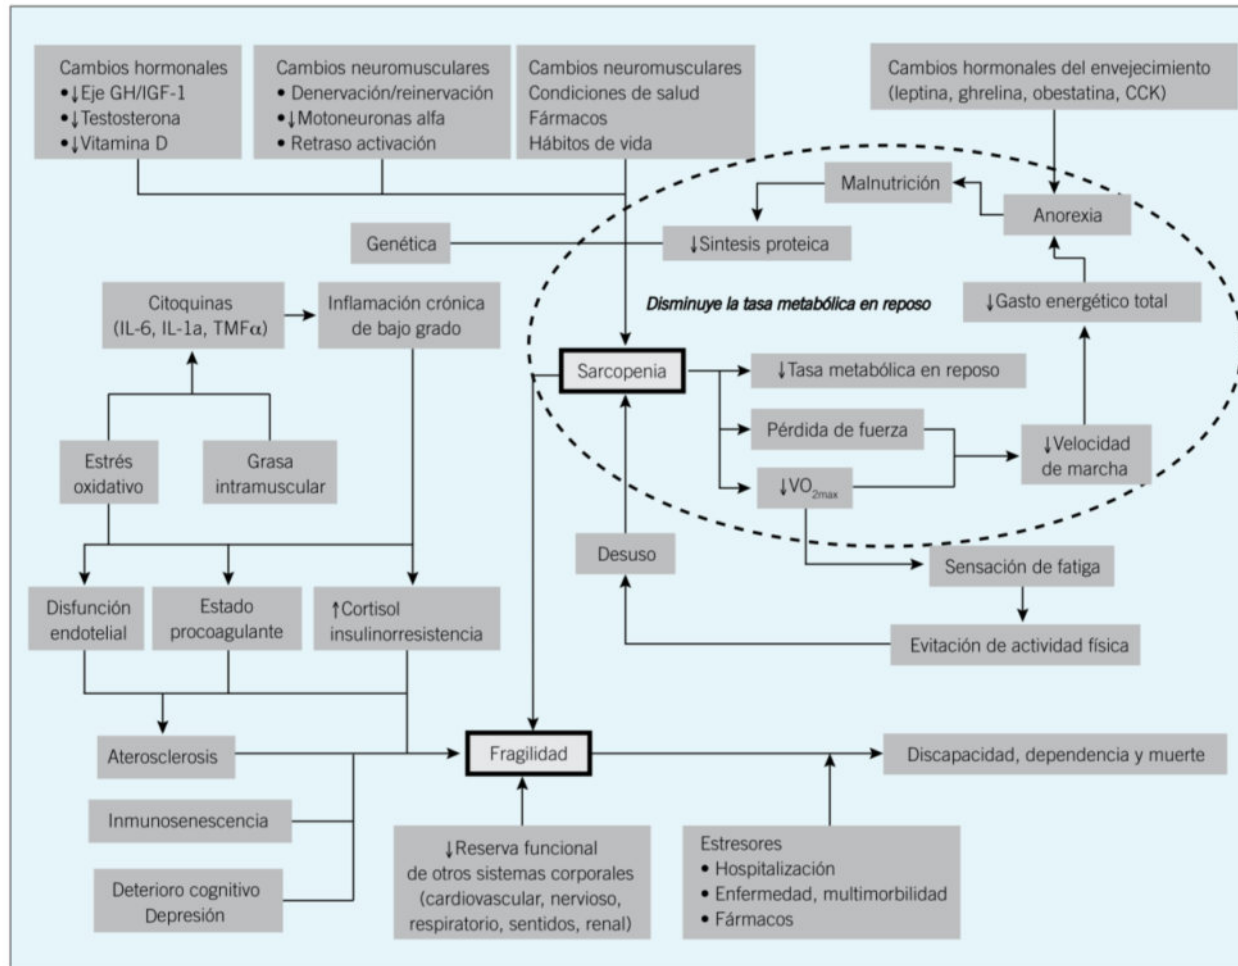 Cambios hormonales
• ↓Eje GH/IGF-1
• ↓Testosterona
• ↓Vitamina D
Cambios neuromusculares
• Denervación/reinervación
• ↓Motoneuronas alfa
• Retraso activación
Cambios neuromusculares
Condiciones de salud
Fármacos
Hábitos de vida
Cambios hormonales del envejecimiento
(leptina, ghrelina, obestatina, CCK)
Malnutrición
Anorexia
Genética
↓Sintesis proteica
Citoquinas
(IL-6, IL-1a, TMFα)
Inflamación crónica
de bajo grado
Disminuye la tasa metabólica en reposo
↓Gasto energético total
Sarcopenia
↓Tasa metabólica en reposo
Pérdida de fuerza
↓Velocidad
de marcha
↓VO2max
Estrés
oxidativo
Grasa
intramuscular
Desuso
Sensación de fatiga
Disfunción
endotelial
Estado
procoagulante
↑Cortisol
insulinorresistencia
Evitación de actividad física
Aterosclerosis
Fragilidad
Discapacidad, dependencia y muerte
Inmunosenescencia
Deterioro cognitivo
Depresión
↓Reserva funcional
de otros sistemas corporales
(cardiovascular, nervioso,
respiratorio, sentidos, renal)
Estresores
• Hospitalización
• Enfermedad, multimorbilidad
• Fármacos